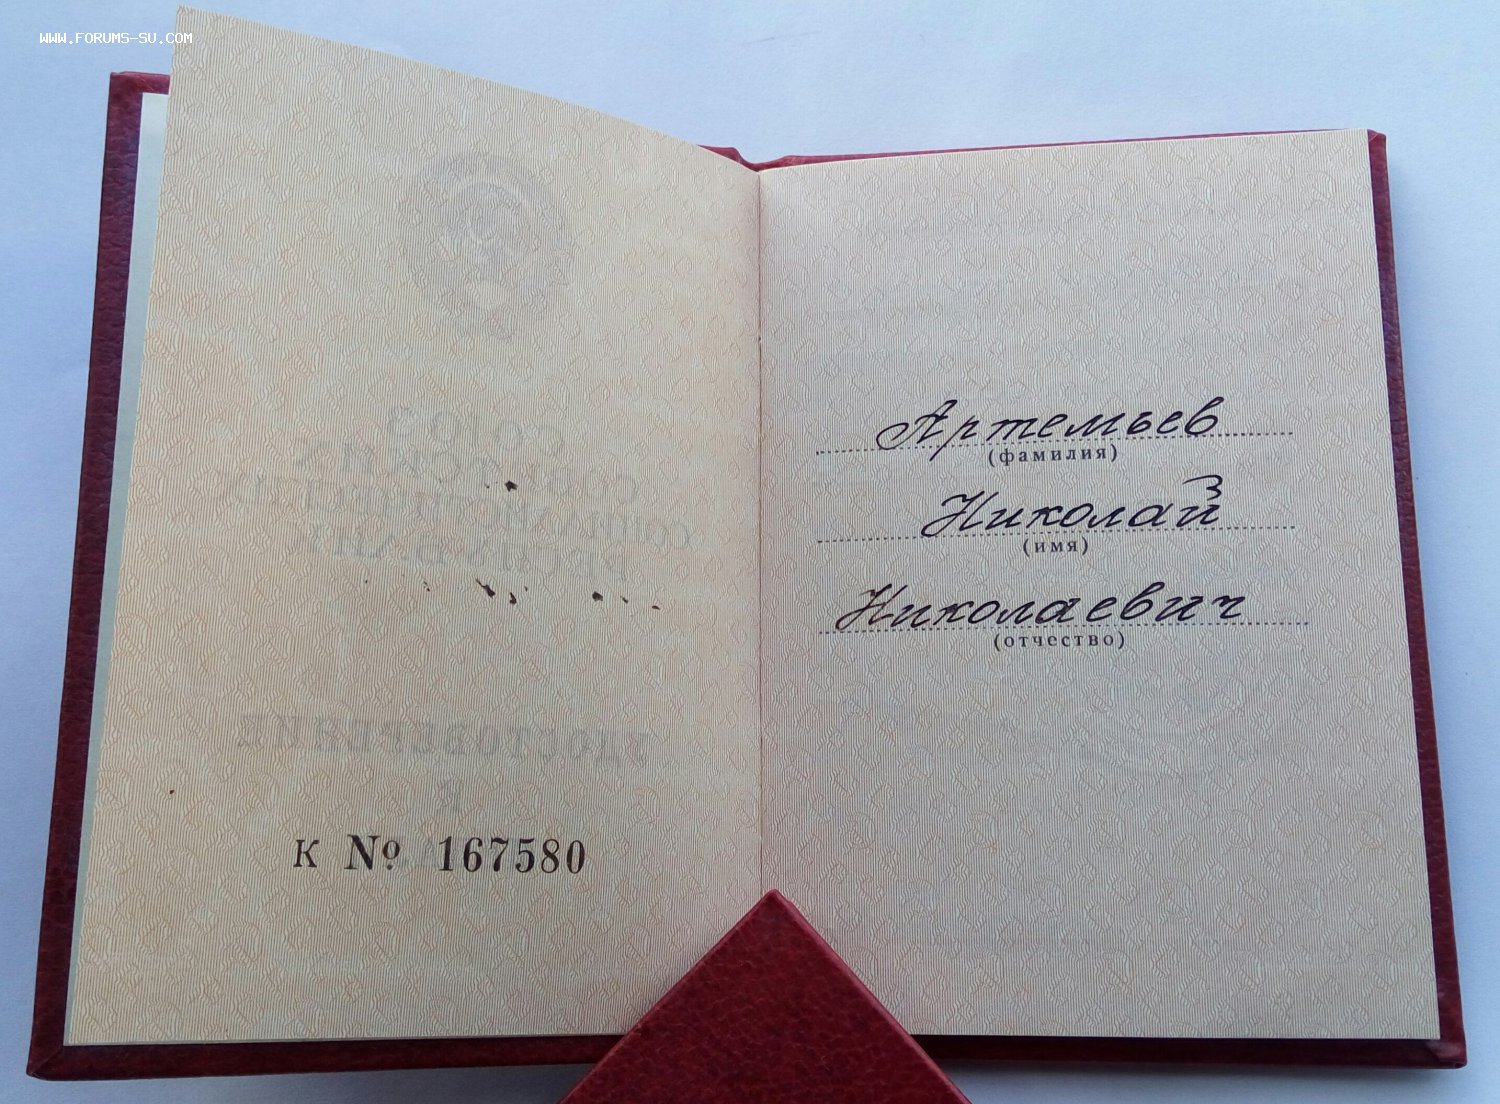 WWW.FORUMS-SU.COM
К № 167580
Артемьев
(фамилия)
Николай
(имя)
Николаевич
(отчество)